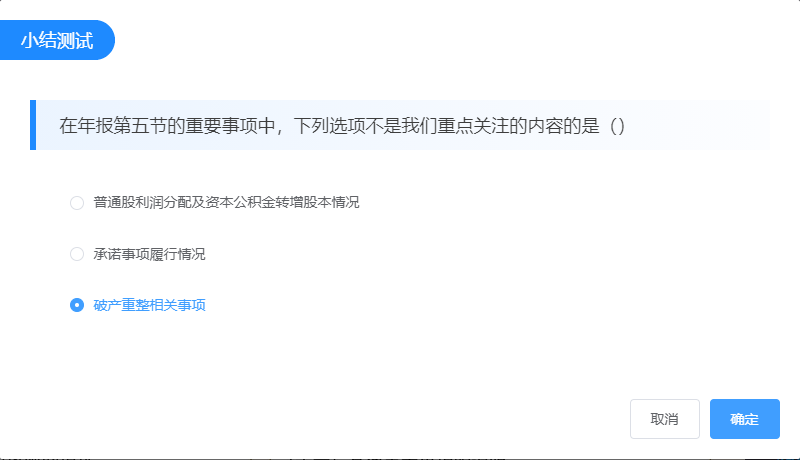 小结测试
在年报第五节的重要事项中，下列选项不是我们重点关注的内容的是（）
普通股利润分配及资本公积金转增股本情况
承诺事项履行情况
破产重整相关事项
取消
确定